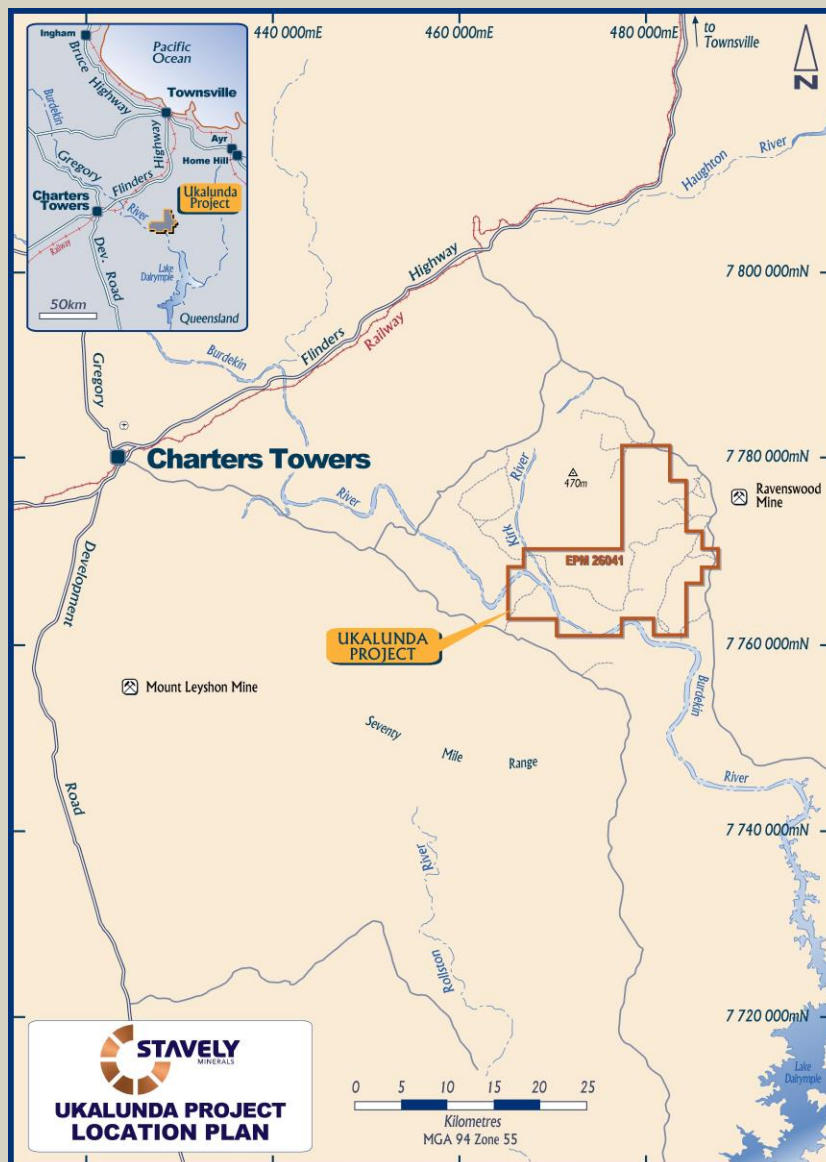 Ingham
Pacific
Ocean
Bruce
Highway
Burdekin
Townsville
Highway
Ayr
Home Hill
Gregory
Flinders
Charters
Towers
River
Ukalunda
Project
Railway
Dev.
Road
Lake
Dalrymple
50km
Queensland
440 000mE
460 000mE
480 000mE
to
Townsville
N
Haughton
River
7 800 000mN
Highway
Flinders
Railway
Burdekin
Gregory
Charters Towers
7 780 000mN
River
Kirk
River
470m
Ravenswood
Mine
EPM 26041
UKALUNDA
PROJECT
7 760 000mN
Development
Mount Leyshon Mine
Burdekin
Seventy
Mile
Range
River
Road
7 740 000mN
River
Rollston
7 720 000mN
STAVELY
MINERALS
UKALUNDA PROJECT
LOCATION PLAN
0 5 10 15 20 25
Kilometres
MGA 94 Zone 55
Lake
Dalrymple